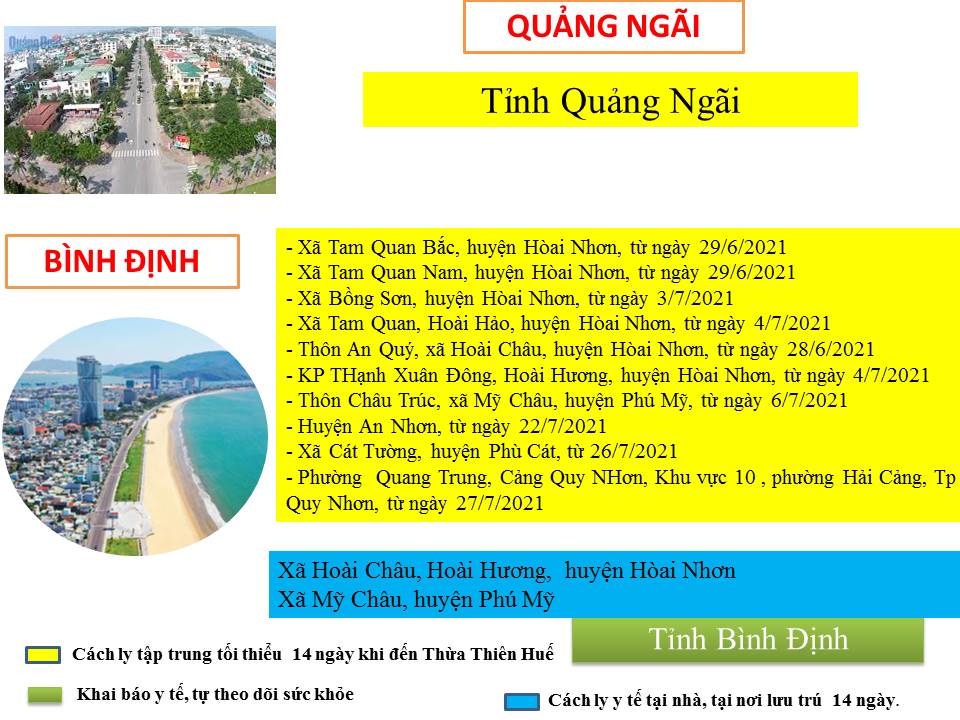 QUẢNG NGÃI
Tỉnh Quảng Ngãi
BÌNH ĐỊNH
- Xã Tam Quan Bắc, huyện Hòai Nhơn, từ ngày 29/6/2021
- Xã Tam Quan Nam, huyện Hòai Nhơn, từ ngày 29/6/2021
- Xã Bồng Sơn, huyện Hòai Nhơn, từ ngày 3/7/2021
- Xã Tam Quan, Hoài Hảo, huyện Hòai Nhơn, từ ngày 4/7/2021
- Thôn An Quý, xã Hoài Châu, huyện Hòai Nhơn, từ ngày 28/6/2021
- KP THạnh Xuân Đông, Hoài Hương, huyện Hòai Nhơn, từ ngày 4/7/2021
- Thôn Châu Trúc, xã Mỹ Châu, huyện Phú Mỹ, từ ngày 6/7/2021
- Huyện An Nhơn, từ ngày 22/7/2021
- Xã Cát Tường, huyện Phù Cát, từ 26/7/2021
- Phường Quang Trung, Cảng Quy NHơn, Khu vực 10 , phường Hải Cảng, Tp
Quy Nhơn, từ ngày 27/7/2021
Xã Hoài Châu, Hoài Hương, huyện Hòai Nhơn
Xã Mỹ Châu, huyện Phú Mỹ
Tỉnh Bình Định
Cách ly tập trung tối thiểu 14 ngày khi đến Thừa Thiên Huế
Khai báo y tế, tự theo dõi sức khỏe
Cách ly y tế tại nhà, tại nơi lưu trú 14 ngày.